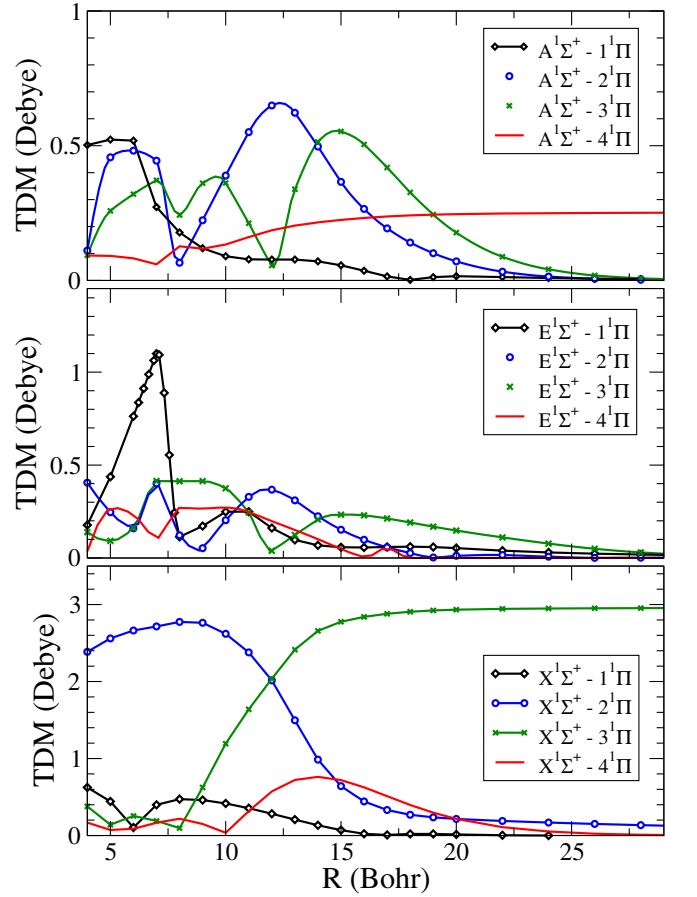 1
A¹Σ⁺ - 1¹Π
A¹Σ⁺ - 2¹Π
A¹Σ⁺ - 3¹Π
A¹Σ⁺ - 4¹Π
0.5
TDM (Debye)
0
1
E¹Σ⁺ - 1¹Π
E¹Σ⁺ - 2¹Π
E¹Σ⁺ - 3¹Π
E¹Σ⁺ - 4¹Π
0.5
TDM (Debye)
0
3
2
X¹Σ⁺ - 1¹Π
X¹Σ⁺ - 2¹Π
X¹Σ⁺ - 3¹Π
X¹Σ⁺ - 4¹Π
1
TDM (Debye)
0
5 10 15 20 25
R (Bohr)